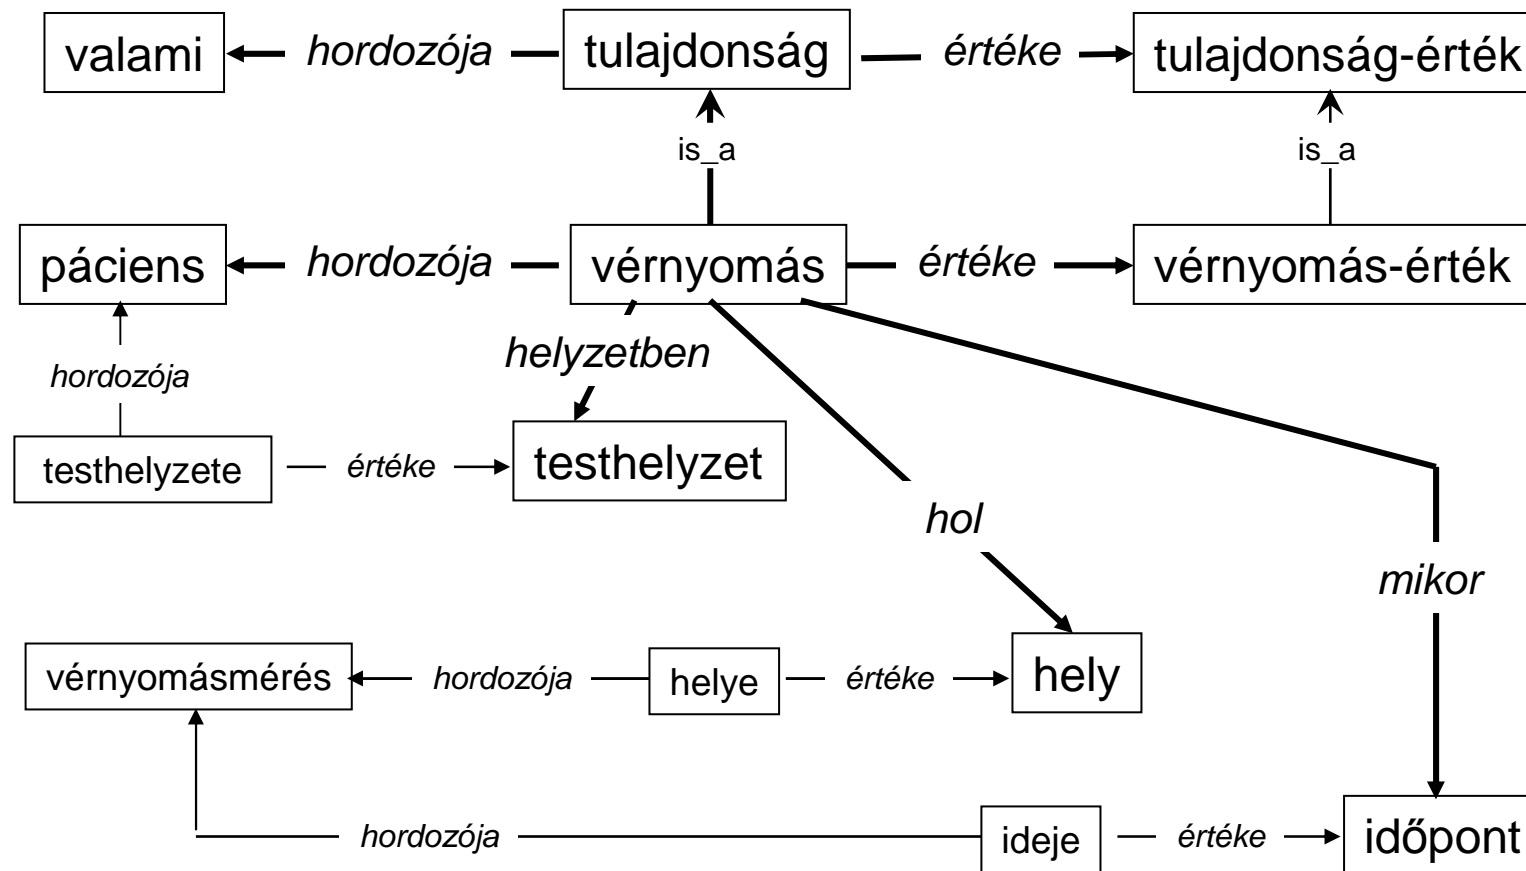 valami
hordozója
tulajdonság
értéke
tulajdonság-érték
is_a
is_a
páciens
hordozója
vérnyomás
értéke
vérnyomás-érték
helyzetben
hordozója
testhelyzete
értéke
testhelyzet
hol
mikor
vérnyomásmérés
hordozója
helye
értéke
hely
hordozója
ideje
értéke
időpont